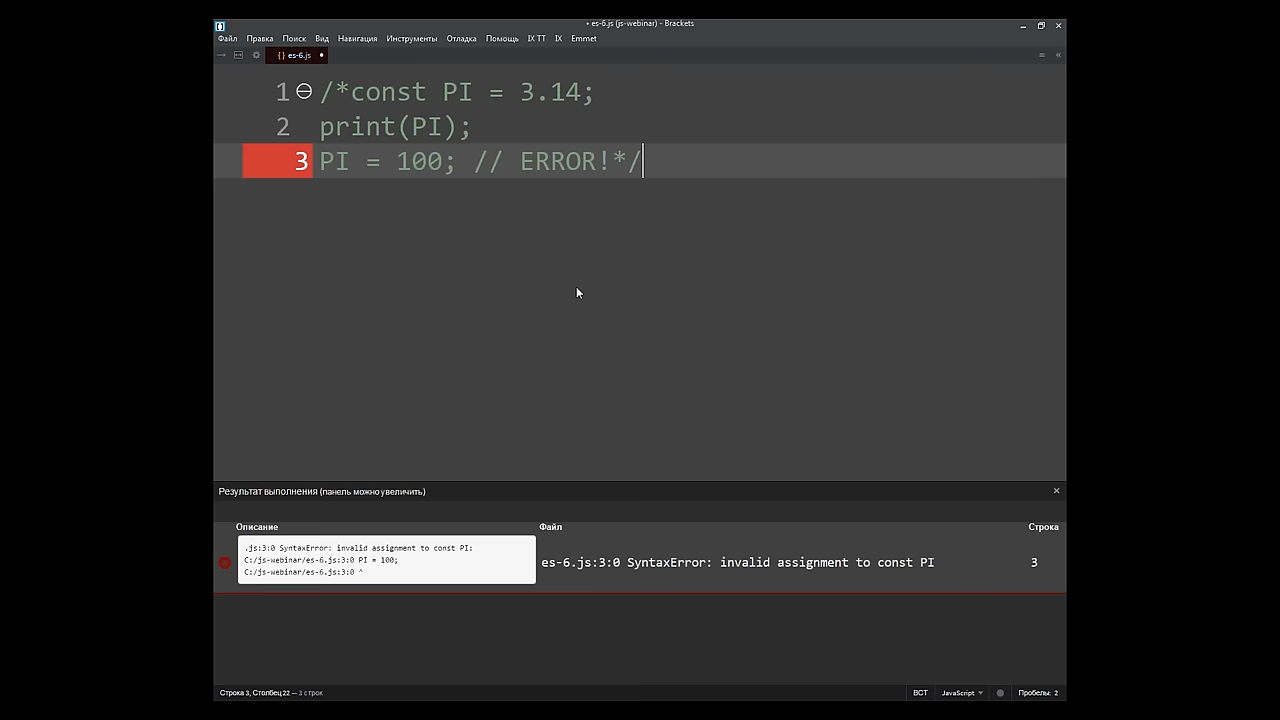 • es-6.js (js-webinar) - Brackets
Файл Правка Поиск Вид Навигация Инструменты Отладка Помощь IX TT IX Emmet
{ } es-6.js •
1 /*const PI = 3.14;
2 print(PI);
3 PI = 100; // ERROR!*/
Результат выполнения (панель можно увеличить)
Описание Файл Строка
.js:3:0 SyntaxError: invalid assignment to const PI:
C:/js-webinar/es-6.js:3:0 PI = 100;
C:/js-webinar/es-6.js:3:0 ^
es-6.js:3:0 SyntaxError: invalid assignment to const PI 3
Строка 3, Столбец 22 — 3 строк ВСТ JavaScript Пробелы: 2